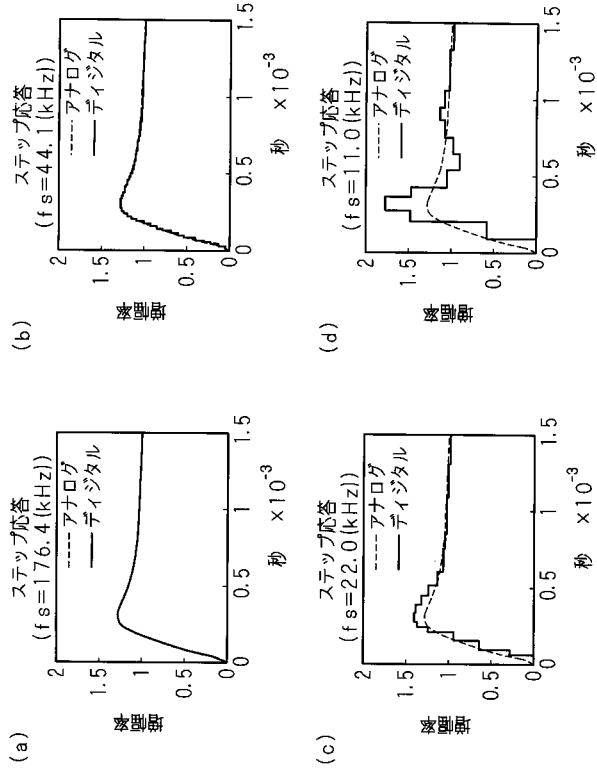 (a)
ステップ応答
(fs=176.4(kHz))
アナログ
ディジタル
増幅率
2
1.5
1
0.5
0
0
0.5
1
1.5
秒 ×10-3
(b)
ステップ応答
(fs=44.1(kHz))
アナログ
ディジタル
増幅率
2
1.5
1
0.5
0
0
0.5
1
1.5
秒 ×10-3
(c)
ステップ応答
(fs=22.0(kHz))
アナログ
ディジタル
増幅率
2
1.5
1
0.5
0
0
0.5
1
1.5
秒 ×10-3
(d)
ステップ応答
(fs=11.0(kHz))
アナログ
ディジタル
増幅率
2
1.5
1
0.5
0
0
0.5
1
1.5
秒 ×10-3